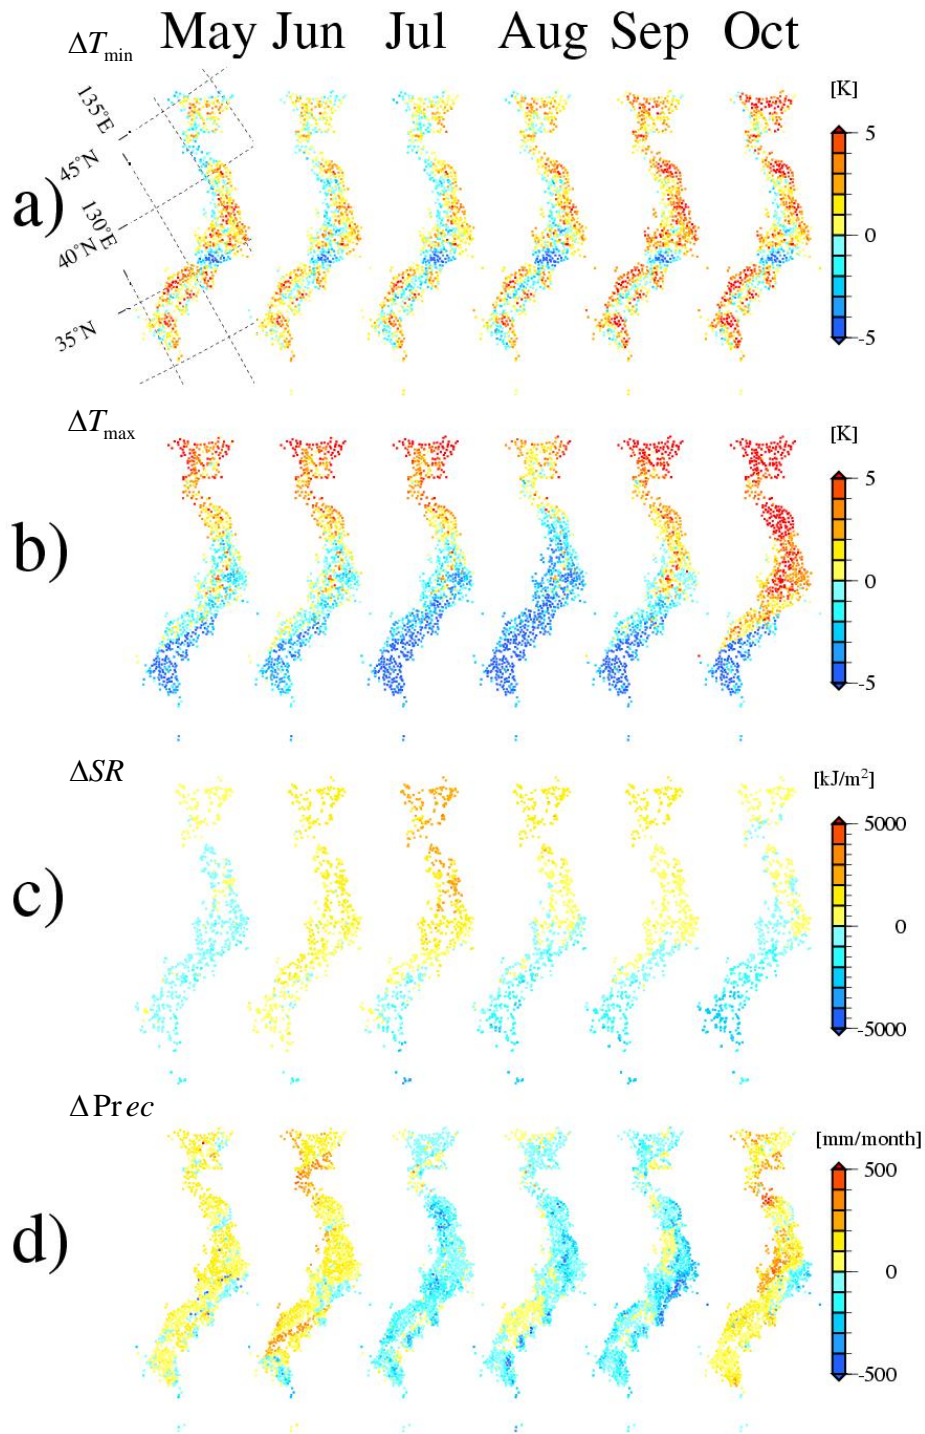 May Jun Jul Aug Sep Oct
ΔTmin
a)
135°E
45°N
130°E
40°N
35°N
[K]
5
0
-5
ΔTmax
b)
[K]
5
0
-5
ΔSR
c)
[kJ/m²]
5000
0
-5000
ΔPrec
d)
[mm/month]
500
0
-500